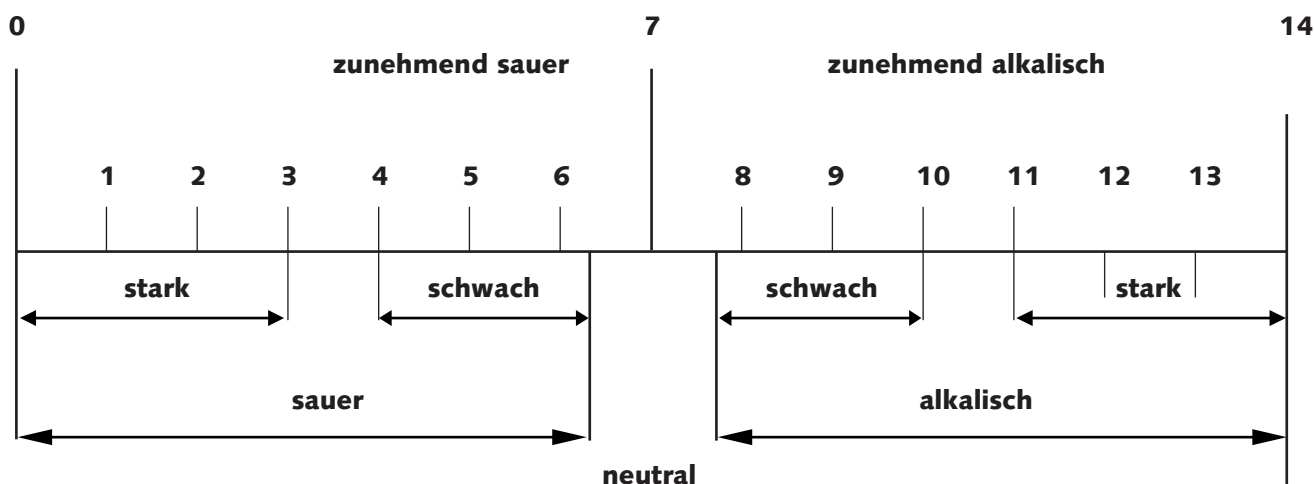 0 7 14
zunehmend sauer zunehmend alkalisch
1 2 3 4 5 6 8 9 10 11 12 13
stark schwach schwach stark
sauer alkalisch
neutral